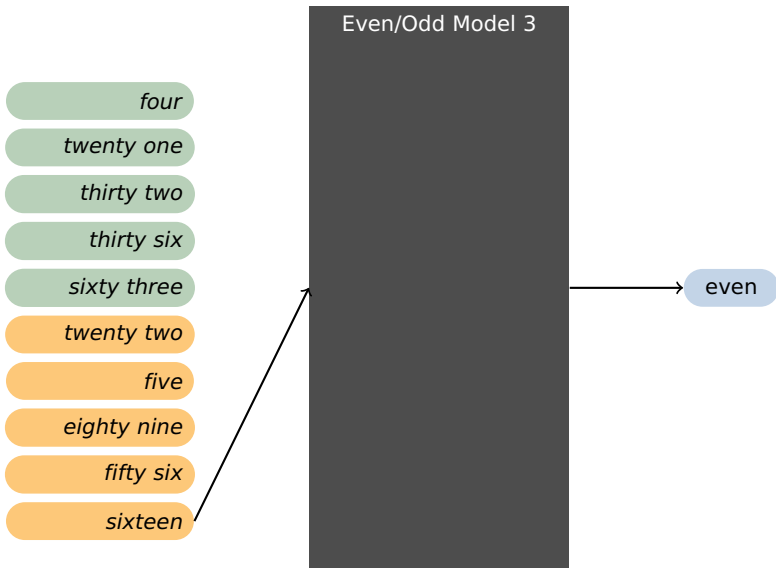 Even/Odd Model 3
four
twenty one
thirty two
thirty six
sixty three
twenty two
five
eighty nine
fifty six
sixteen
even